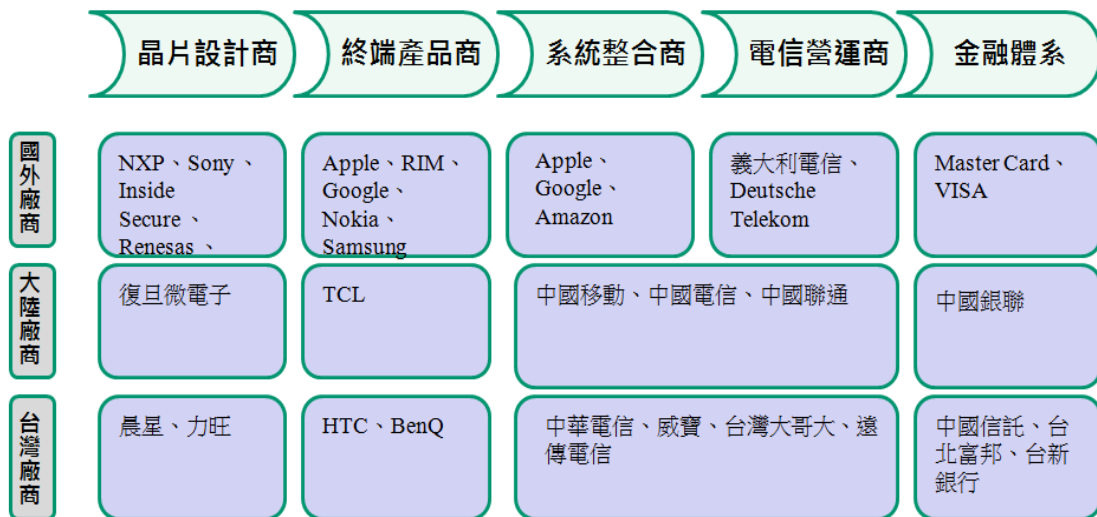 晶片設計商
終端產品商
系統整合商
電信營運商
金融體系
國外廠商
NXP、Sony、
Inside
Secure、
Renesas、
Apple、RIM、
Google、
Nokia、
Samsung
Apple、
Google、
Amazon
義大利電信、
Deutsche
Telekom
Master Card、
VISA
大陸廠商
復旦微電子
TCL
中國移動、中國電信、中國聯通
中國銀聯
台灣廠商
晨星、力旺
HTC、BenQ
中華電信、威寶、台灣大哥大、遠
傳電信
中國信託、台
北富邦、台新
銀行